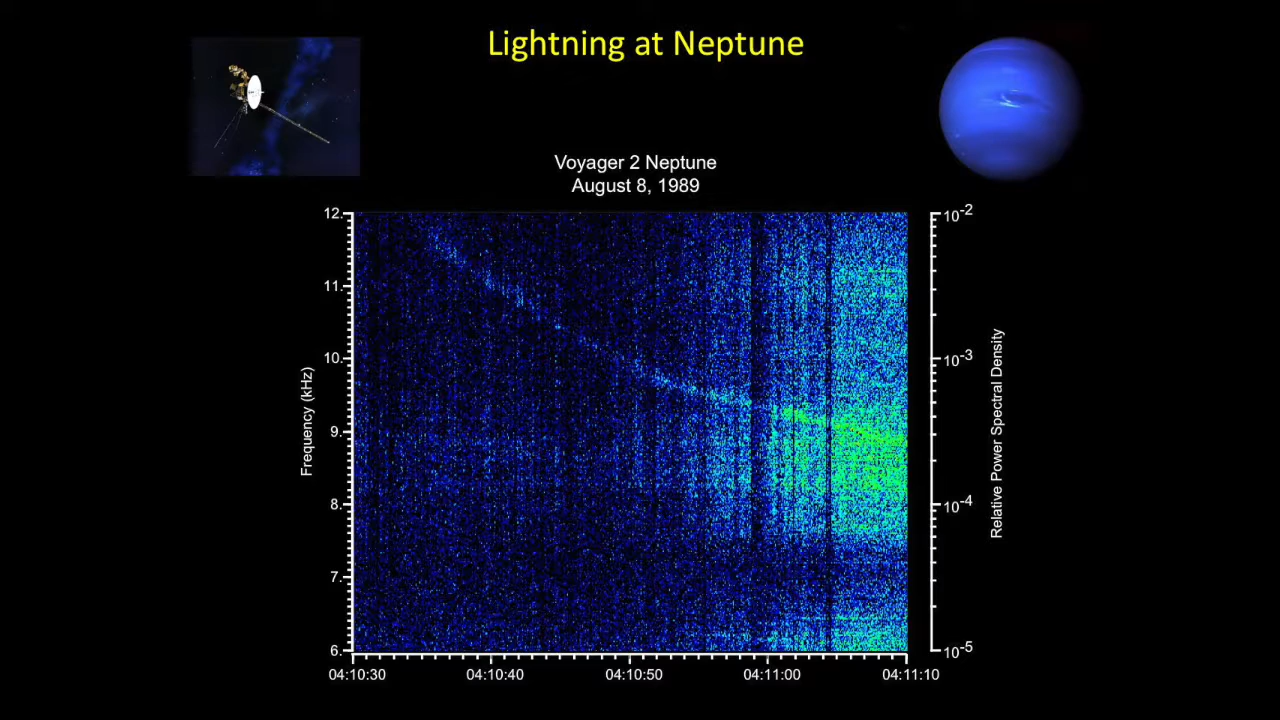 Lightning at Neptune
Voyager 2 Neptune
August 8, 1989
12.
11.
10.
9.
8.
7.
6.
Frequency (kHz)
10-2
10-3
10-4
10-5
Relative Power Spectral Density
04:10:30 04:10:40 04:10:50 04:11:00 04:11:10